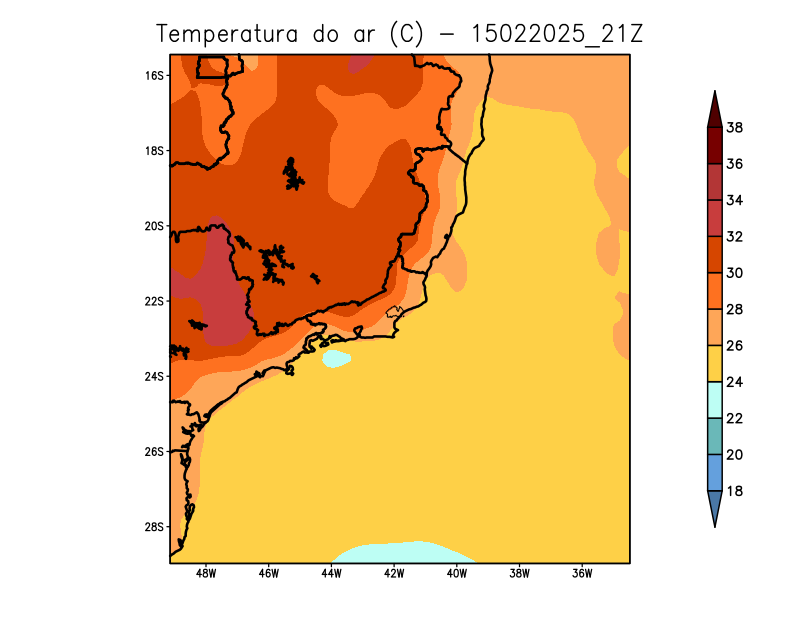 Temperatura do ar (C) – 15022025_21Z
16S
18S
20S
22S
24S
26S
28S
48W 46W 44W 42W 40W 38W 36W
38
36
34
32
30
28
26
24
22
20
18